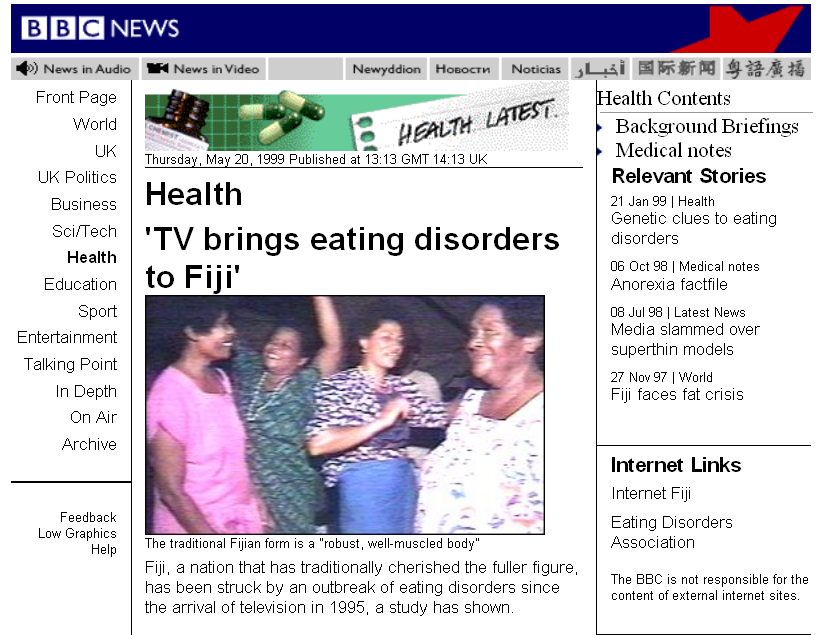 BBC NEWS
News in Audio News in Video Newyddion Новости Noticias أخبار 国际新闻 粵語廣播
Front Page
World
UK
UK Politics
Business
Sci/Tech
Health
Education
Sport
Entertainment
Talking Point
In Depth
On Air
Archive
Feedback
Low Graphics
Help
HEALTH LATEST.
Thursday, May 20, 1999 Published at 13:13 GMT 14:13 UK
Health
'TV brings eating disorders
to Fiji'
The traditional Fijian form is a "robust, well-muscled body"
Fiji, a nation that has traditionally cherished the fuller figure,
has been struck by an outbreak of eating disorders since
the arrival of television in 1995, a study has shown.
Health Contents
Background Briefings
Medical notes
Relevant Stories
21 Jan 99 | Health
Genetic clues to eating
disorders
06 Oct 98 | Medical notes
Anorexia factfile
08 Jul 98 | Latest News
Media slammed over
superthin models
27 Nov 97 | World
Fiji faces fat crisis
Internet Links
Internet Fiji
Eating Disorders
Association
The BBC is not responsible for the
content of external internet sites.